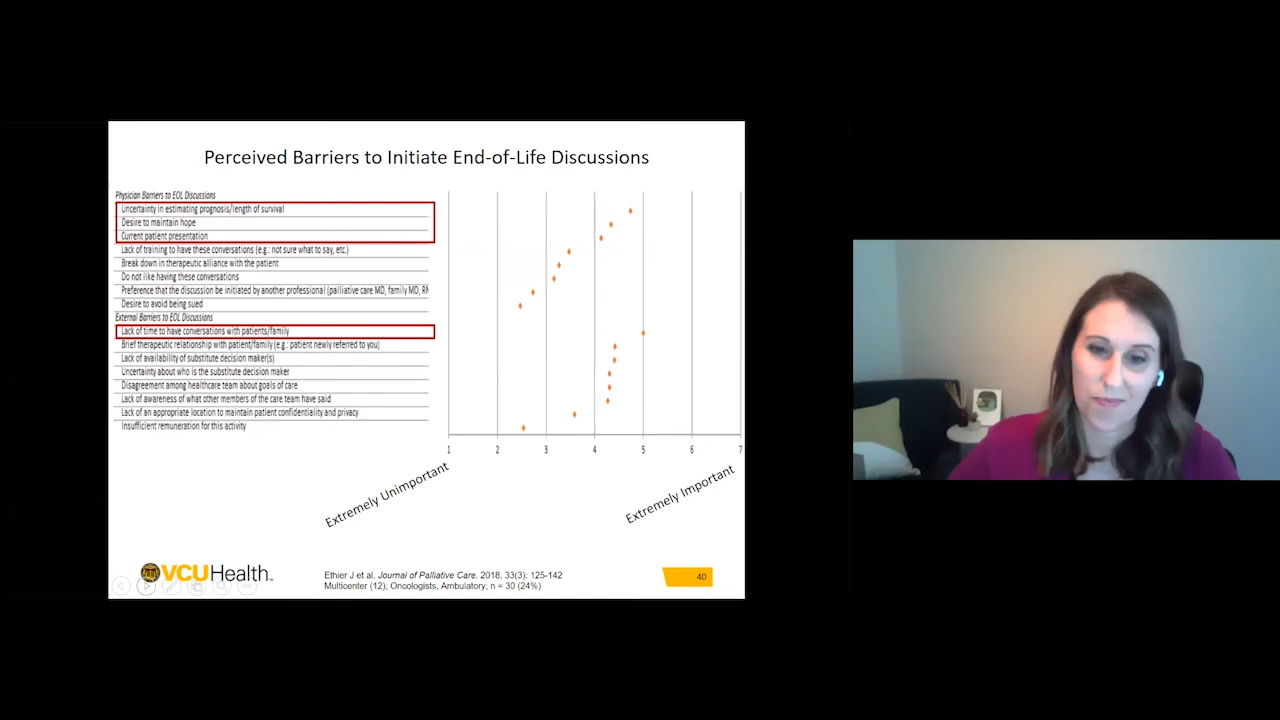 Perceived Barriers to Initiate End-of-Life Discussions
Physician Barriers to EOL Discussions
Uncertainty in estimating prognosis/length of survival
Desire to maintain hope
Current patient presentation
Lack of training to have these conversations (e.g.: not sure what to say, etc.)
Break down in therapeutic alliance with the patient
Do not like having these conversations
Preference that the discussion be initiated by another professional (palliative care MD, family MD, RN
Desire to avoid being sued
External Barriers to EOL Discussions
Lack of time to have conversations with patients/family
Brief therapeutic relationship with patient/family (e.g.: patient newly referred to you)
Lack of availability of substitute decision maker(s)
Uncertainty about who is the substitute decision maker
Disagreement among healthcare team about goals of care
Lack of awareness of what other members of the care team have said
Lack of an appropriate location to maintain patient confidentiality and privacy
Insufficient remuneration for this activity
1 2 3 4 5 6 7
Extremely Unimportant
Extremely Important
VCUHealth™
Ethier J et al. Journal of Palliative Care. 2018. 33(3); 125-142
Multicenter (12); Oncologists, Ambulatory; n = 30 (24%)
40